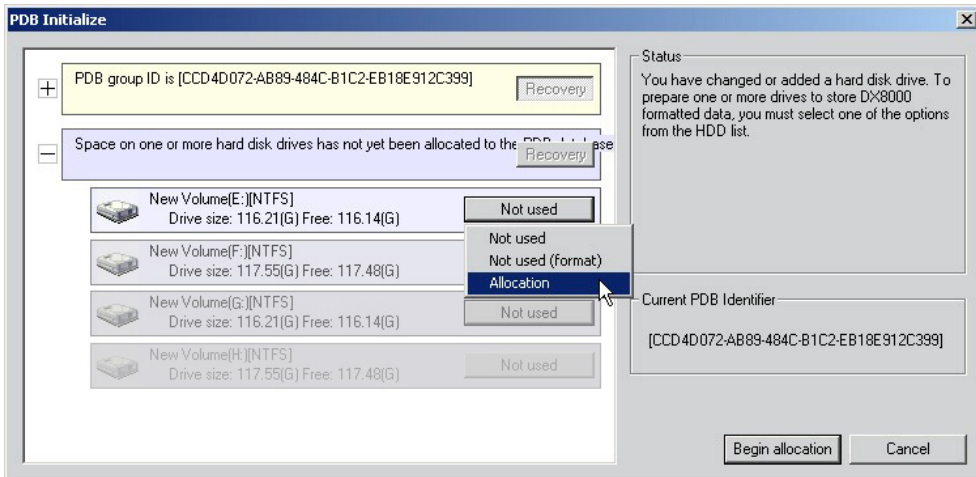 PDB Initialize
PDB group ID is [CCD4D072-AB89-484C-B1C2-EB18E912C399]
Recovery
Space on one or more hard disk drives has not yet been allocated to the PDB database
Recovery
New Volume(E:)[NTFS]
Drive size: 116.21(G) Free: 116.14(G)
Not used
Not used
Not used (format)
Allocation
New Volume(F:)[NTFS]
Drive size: 117.55(G) Free: 117.48(G)
New Volume(G:)[NTFS]
Drive size: 116.21(G) Free: 116.14(G)
Not used
New Volume(H:)[NTFS]
Drive size: 117.55(G) Free: 117.48(G)
Not used
Status
You have changed or added a hard disk drive. To
prepare one or more drives to store DX8000
formatted data, you must select one of the options
from the HDD list.
Current PDB Identifier
[CCD4D072-AB89-484C-B1C2-EB18E912C399]
Begin allocation
Cancel